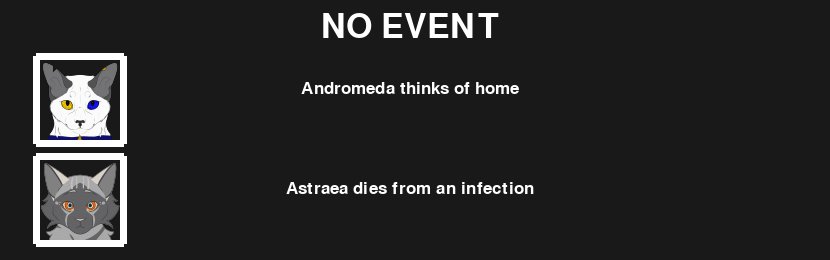 NO EVENT
Andromeda thinks of home
Astraea dies from an infection